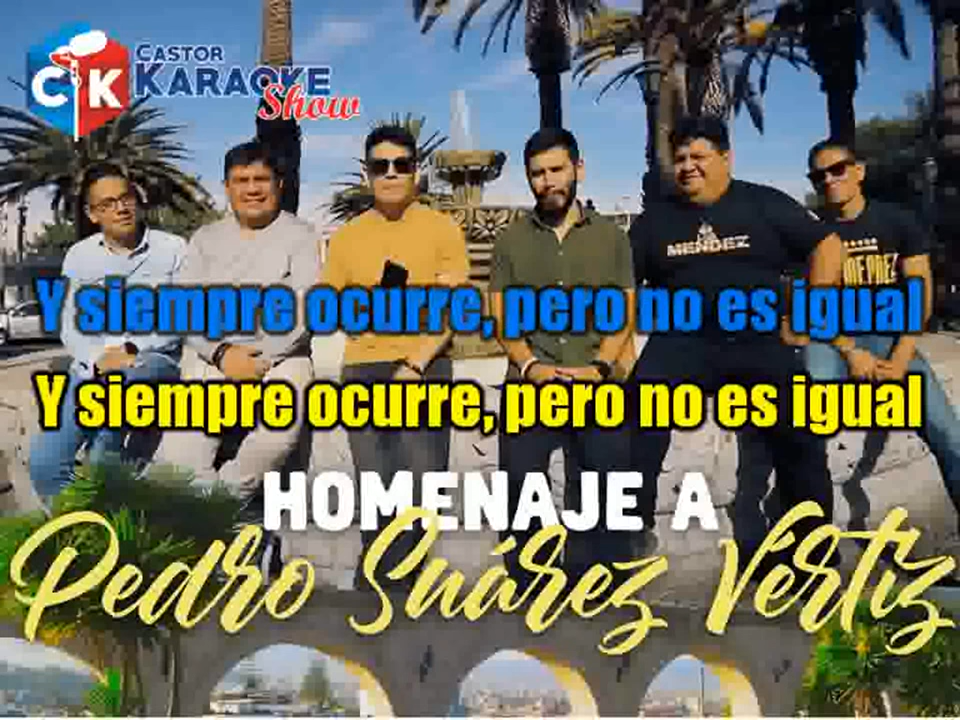 CK
CASTOR
KARAOKE
Show
MENDEZ
Y siempre ocurre, pero no es igual
Y siempre ocurre, pero no es igual
HOMENAJE A
Pedro Suárez Vértiz